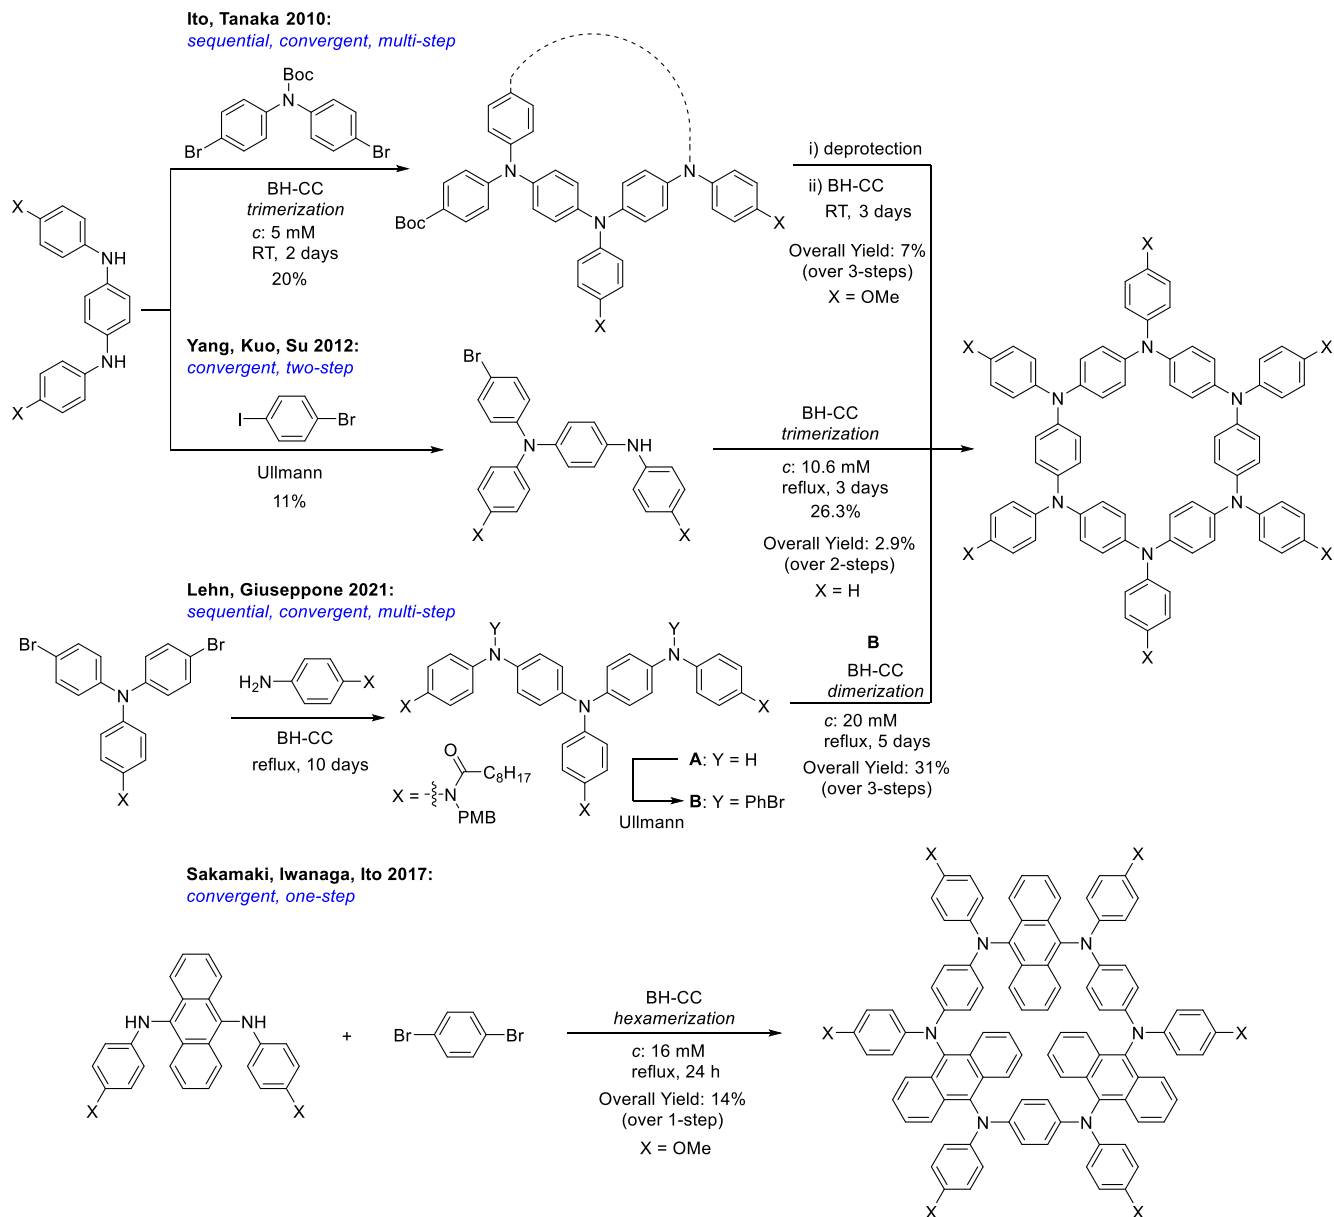 Ito, Tanaka 2010:
sequential, convergent, multi-step
Boc
N
Br
Br
BH-CC
trimerization
c: 5 mM
RT, 2 days
20%
X
NH
NH
X
N
N
N
Boc
X
X
i) deprotection
ii) BH-CC
RT, 3 days
Overall Yield: 7%
(over 3-steps)
X = OMe
Yang, Kuo, Su 2012:
convergent, two-step
I
Br
Ullmann
11%
Br
N
NH
X
X
BH-CC
trimerization
c: 10.6 mM
reflux, 3 days
26.3%
Overall Yield: 2.9%
(over 2-steps)
X = H
X
X
X
N
N
N
N
N
N
X
X
X
Lehn, Giuseppone 2021:
sequential, convergent, multi-step
Br
Br
N
X
H2N
X
BH-CC
reflux, 10 days
Y
Y
N
N
X
N
X
X
O
C8H17
X =
N
PMB
A: Y = H
B: Y = PhBr
Ullmann
B
BH-CC
dimerization
c: 20 mM
reflux, 5 days
Overall Yield: 31%
(over 3-steps)
Sakamaki, Iwanaga, Ito 2017:
convergent, one-step
HN
NH
X
X
+
Br
Br
BH-CC
hexamerization
c: 16 mM
reflux, 24 h
Overall Yield: 14%
(over 1-step)
X = OMe
X
X
N
N
X
N
N
X
N
N
X
X